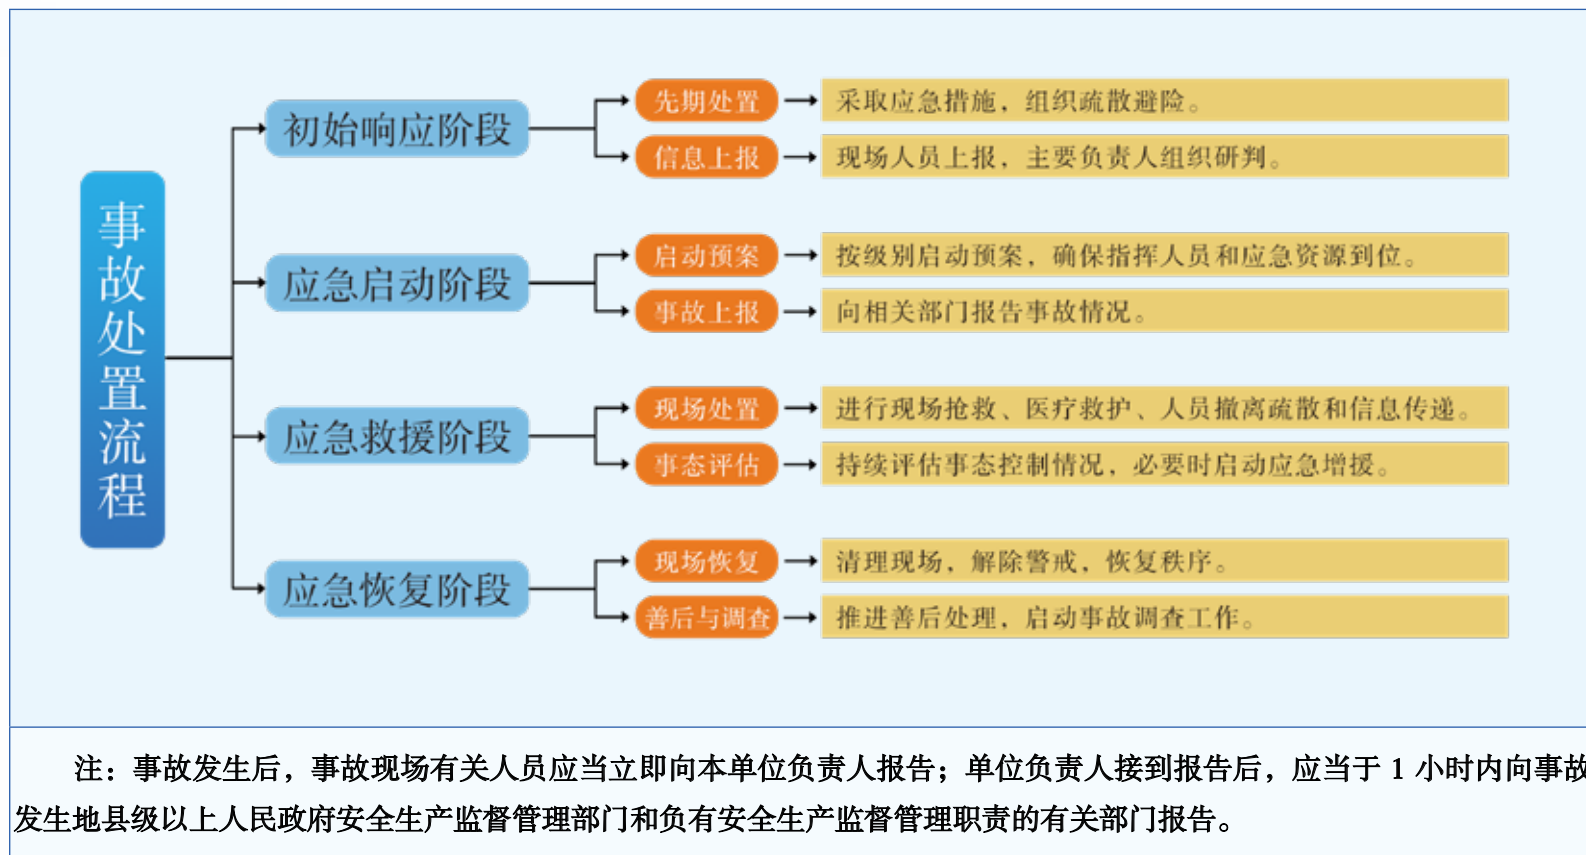 事故处置流程
初始响应阶段
先期处置
采取应急措施，组织疏散避险。
信息上报
现场人员上报，主要负责人组织研判。
应急启动阶段
启动预案
按级别启动预案，确保指挥人员和应急资源到位。
事故上报
向相关部门报告事故情况。
应急救援阶段
现场处置
进行现场抢救、医疗救护、人员撤离疏散和信息传递。
事态评估
持续评估事态控制情况，必要时启动应急增援。
应急恢复阶段
现场恢复
清理现场，解除警戒，恢复秩序。
善后与调查
推进善后处理，启动事故调查工作。
注：事故发生后，事故现场有关人员应当立即向本单位负责人报告；单位负责人接到报告后，应当于 1 小时内向事故
发生地县级以上人民政府安全生产监督管理部门和负有安全生产监督管理职责的有关部门报告。